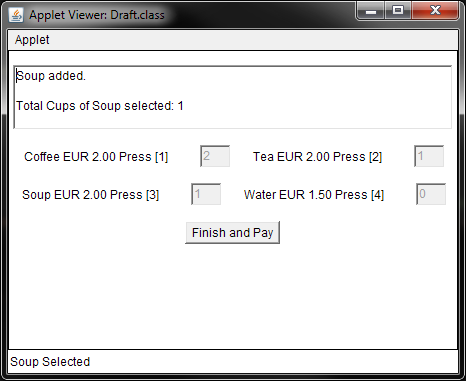 Applet Viewer: Draft.class
Applet
Soup added.
Total Cups of Soup selected: 1
Coffee EUR 2.00 Press [1] 2 Tea EUR 2.00 Press [2] 1
Soup EUR 2.00 Press [3] 1 Water EUR 1.50 Press [4] 0
Finish and Pay
Soup Selected